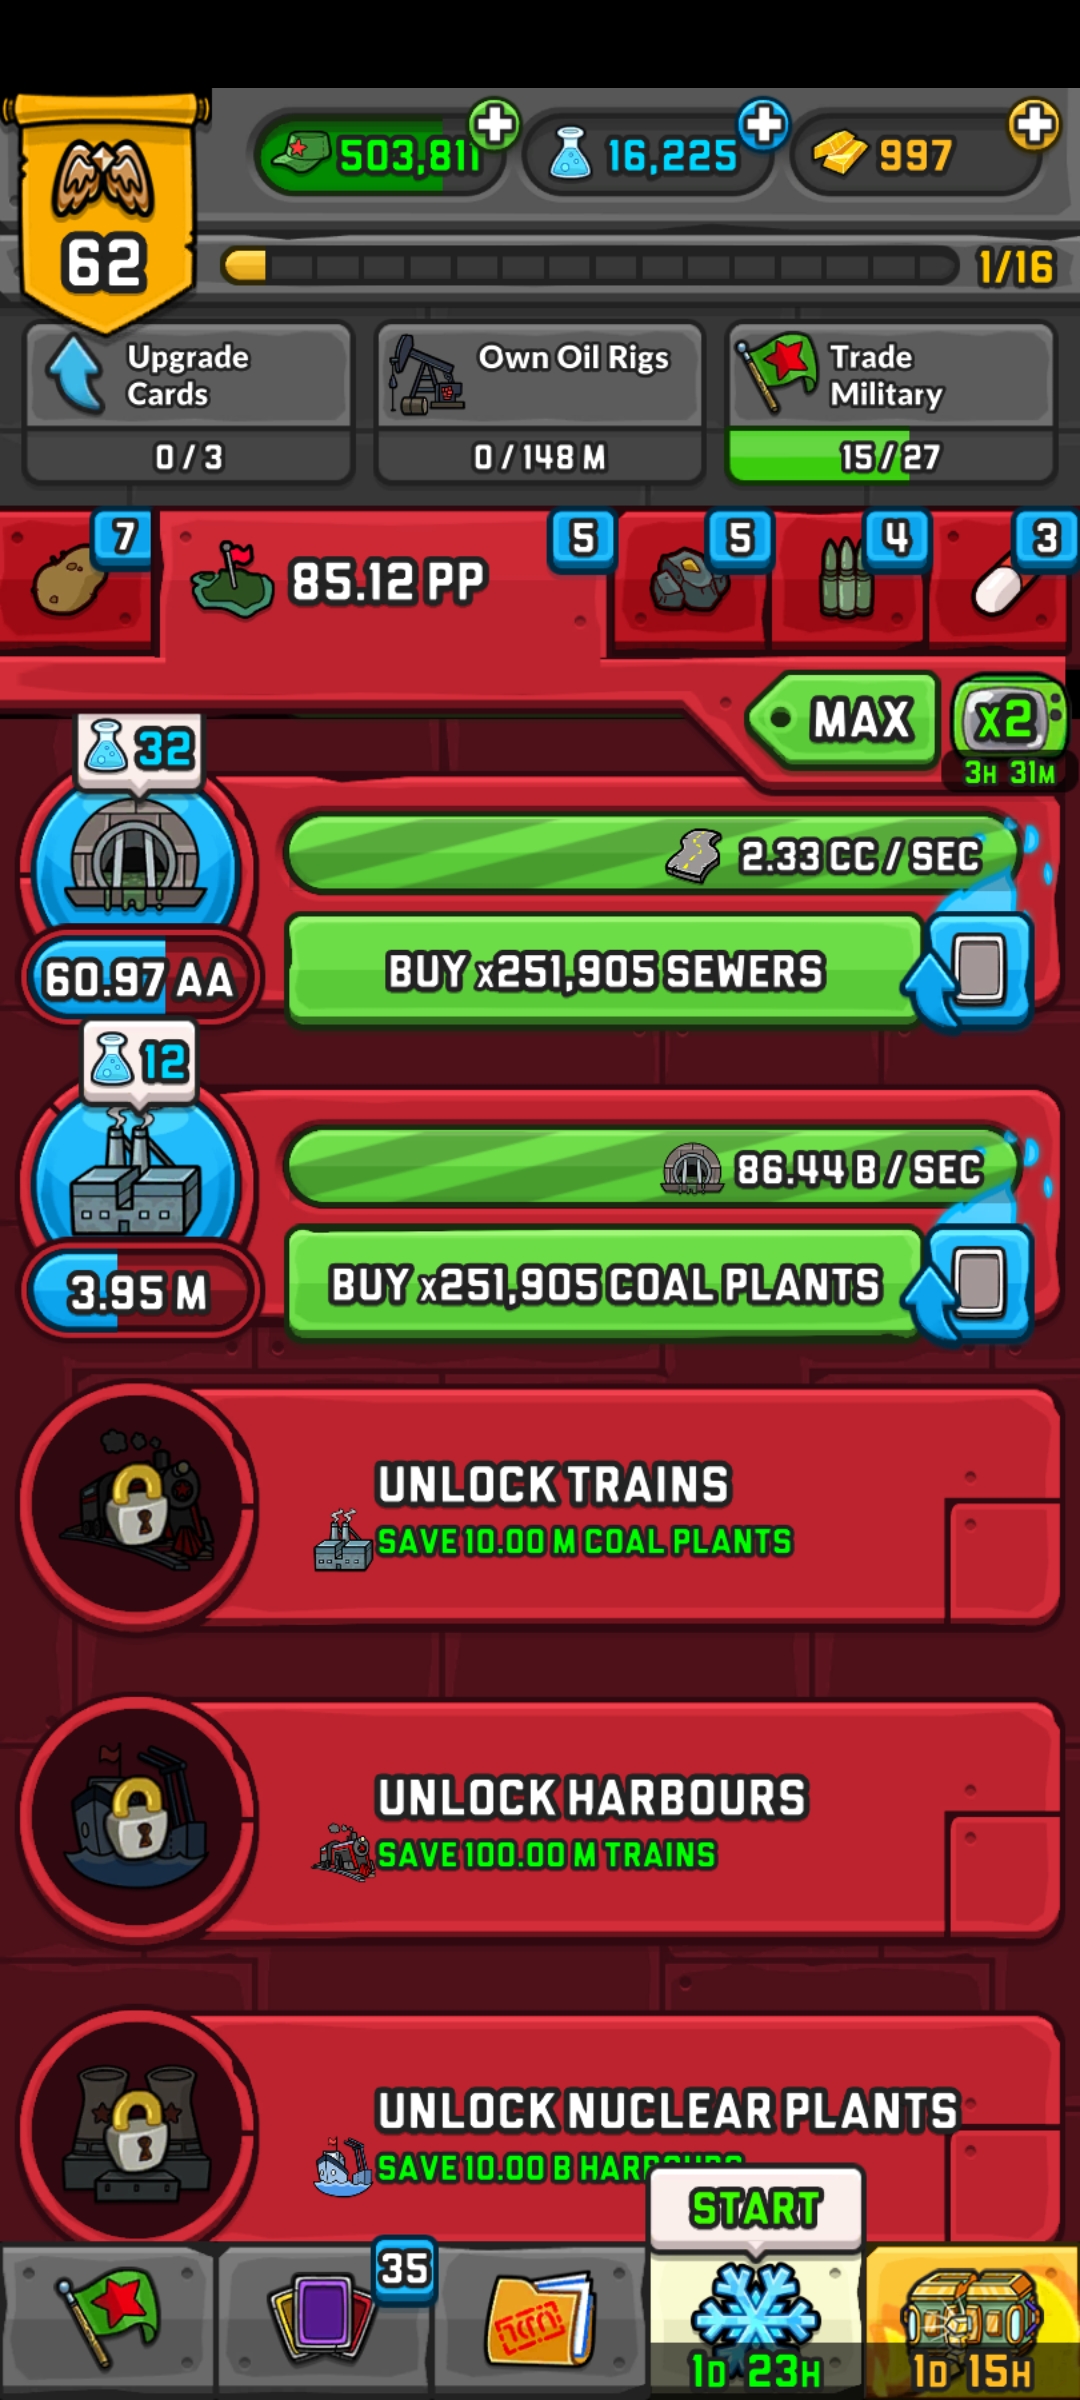 503,811
16,225
997
62
1/16
Upgrade
Cards
0/3
Own Oil Rigs
0/148 M
Trade
Military
15/27
7
85.12 PP
5
5
4
3
MAX
x2
3H 31M
32
2.33 CC/SEC
60.97 AA
BUY x251,905 SEWERS
12
86.44 B/SEC
3.95 M
BUY x251,905 COAL PLANTS
UNLOCK TRAINS
SAVE 10.00 M COAL PLANTS
UNLOCK HARBOURS
SAVE 100.00 M TRAINS
UNLOCK NUCLEAR PLANTS
SAVE 10.00 B HARBOURS
START
35
1D 23H
1D 15H